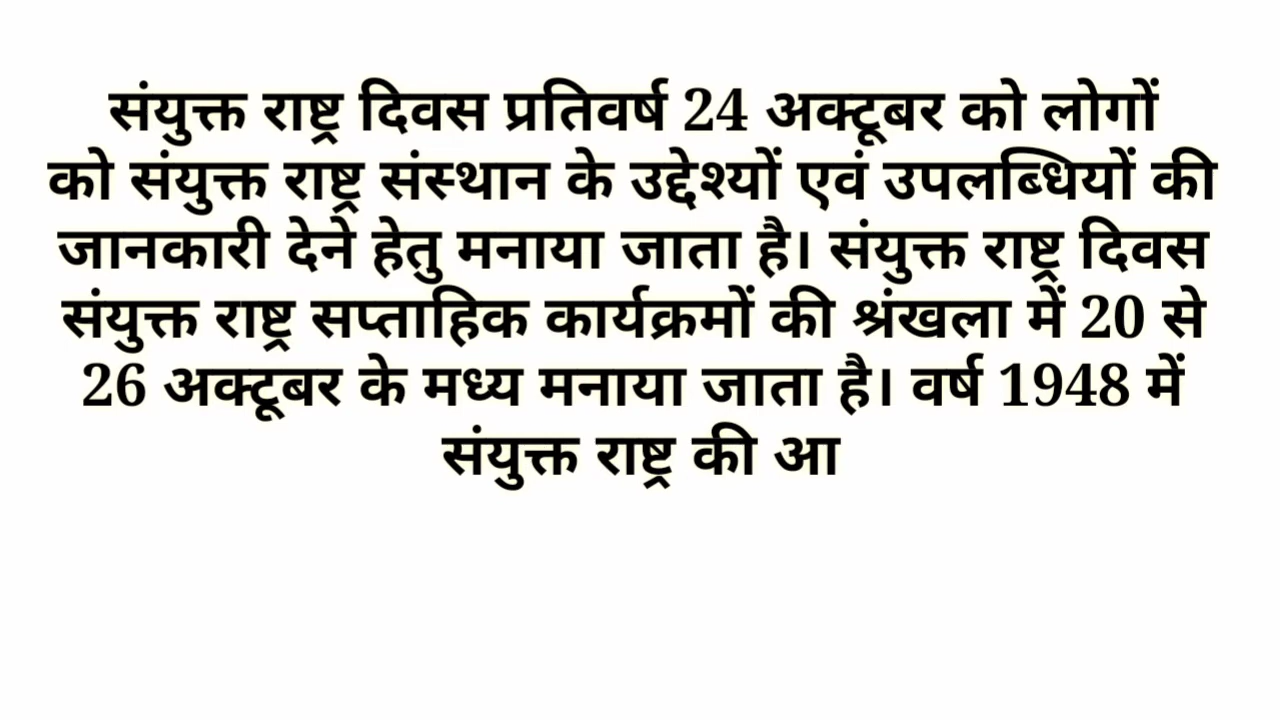 संयुक्त राष्ट्र दिवस प्रतिवर्ष 24 अक्टूबर को लोगों
को संयुक्त राष्ट्र संस्थान के उद्देश्यों एवं उपलब्धियों की
जानकारी देने हेतु मनाया जाता है। संयुक्त राष्ट्र दिवस
संयुक्त राष्ट्र सप्ताहिक कार्यक्रमों की श्रंखला में 20 से
26 अक्टूबर के मध्य मनाया जाता है। वर्ष 1948 में
संयुक्त राष्ट्र की आ